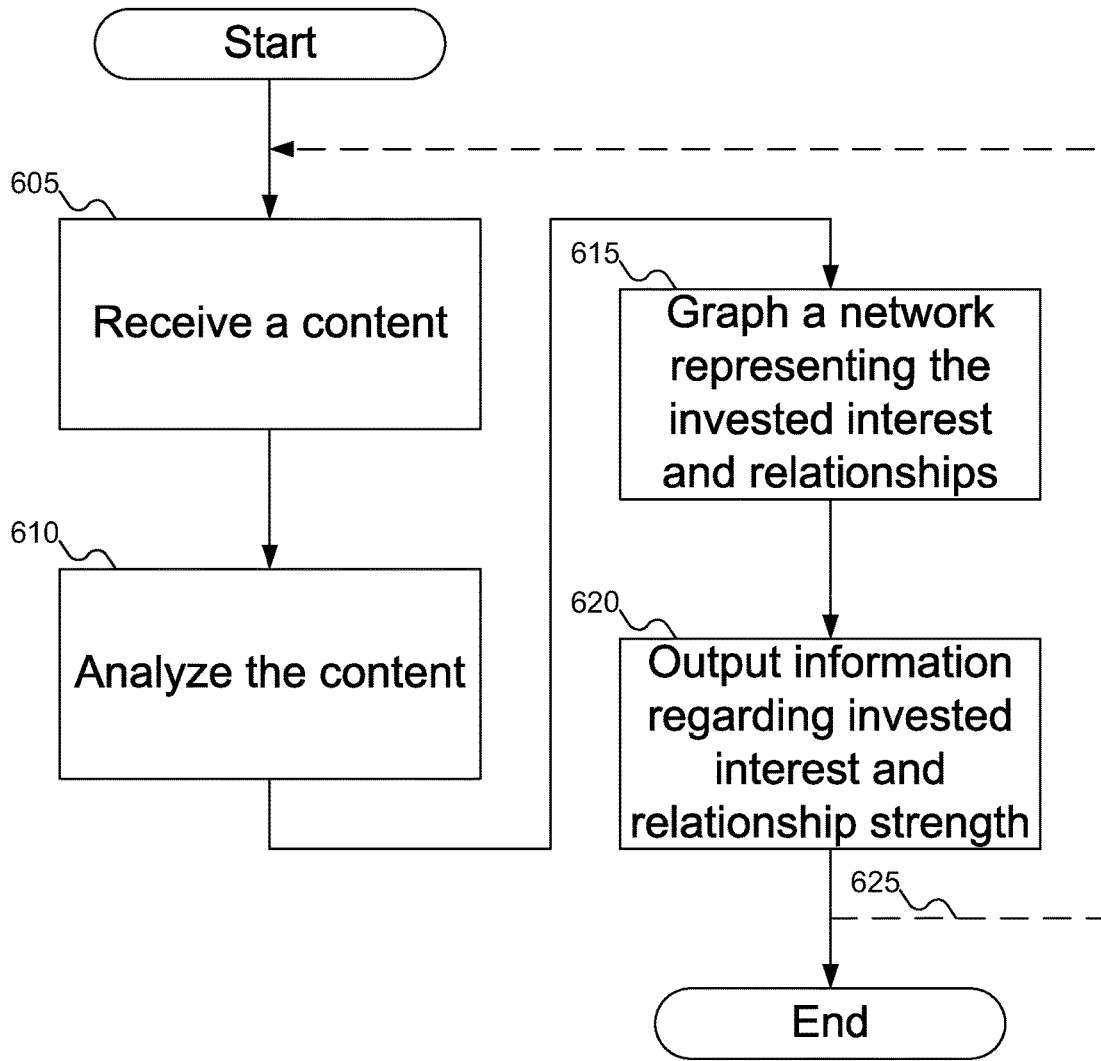 Start
605
Receive a content
610
Analyze the content
615
Graph a network
representing the
invested interest
and relationships
620
Output information
regarding invested
interest and
relationship strength
625
End